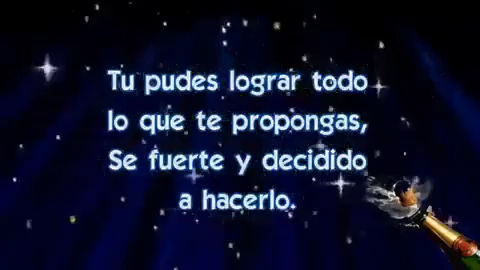 Tu pudes lograr todo
lo que te propongas,
Se fuerte y decidido
a hacerlo.